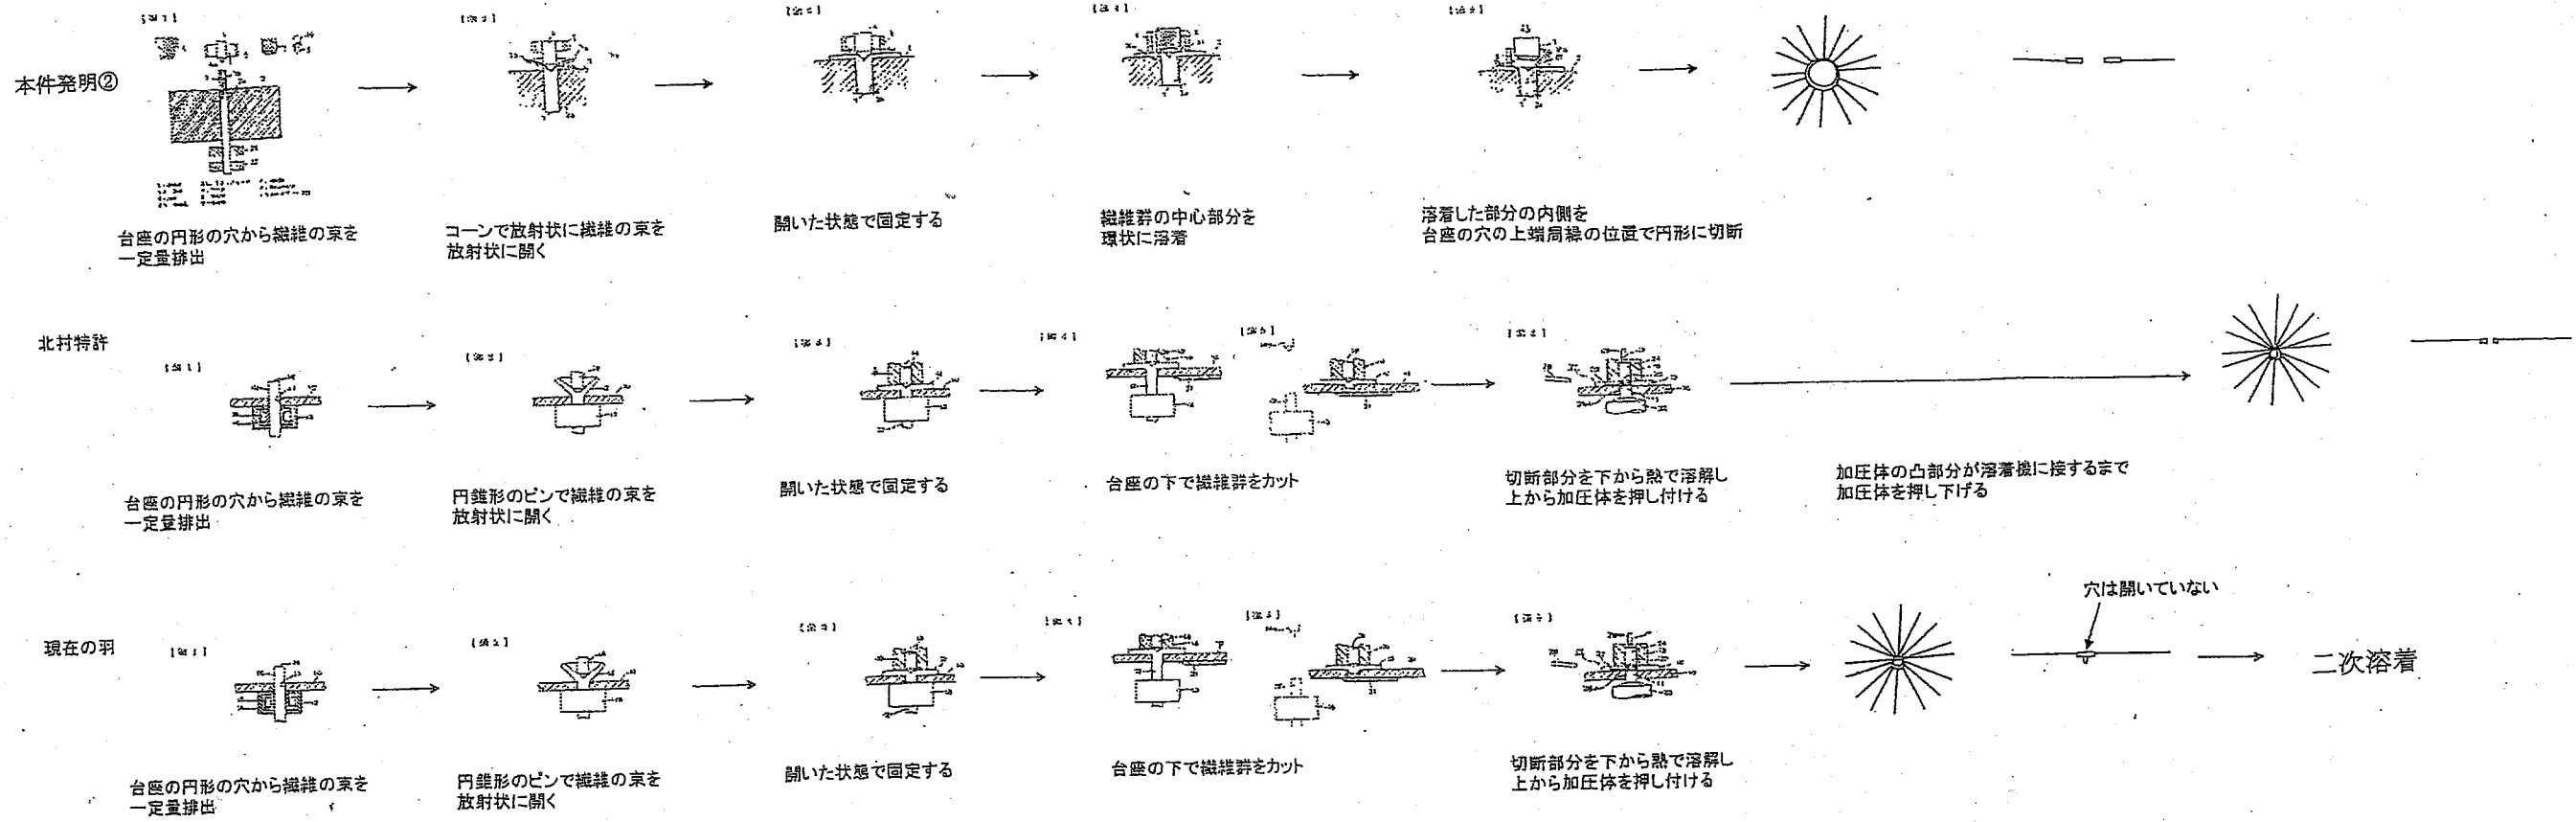 本件発明②
台座の円形の穴から繊維の束を
一定量排出
コーンで放射状に繊維の束を
放射状に開く
開いた状態で固定する
繊維群の中心部分を
環状に溶着
溶着した部分の内側を
台座の穴の上端周縁の位置で円形に切断
北村特許
台座の円形の穴から繊維の束を
一定量排出
円錐形のピンで繊維の束を
放射状に開く
開いた状態で固定する
台座の下で繊維群をカット
切断部分を下から熱で溶解し
上から加圧体を押し付ける
加圧体の凸部分が溶着機に接するまで
加圧体を押し下げる
現在の羽
台座の円形の穴から繊維の束を
一定量排出
円錐形のピンで繊維の束を
放射状に開く
開いた状態で固定する
台座の下で繊維群をカット
切断部分を下から熱で溶解し
上から加圧体を押し付ける
穴は開いていない
二次溶着